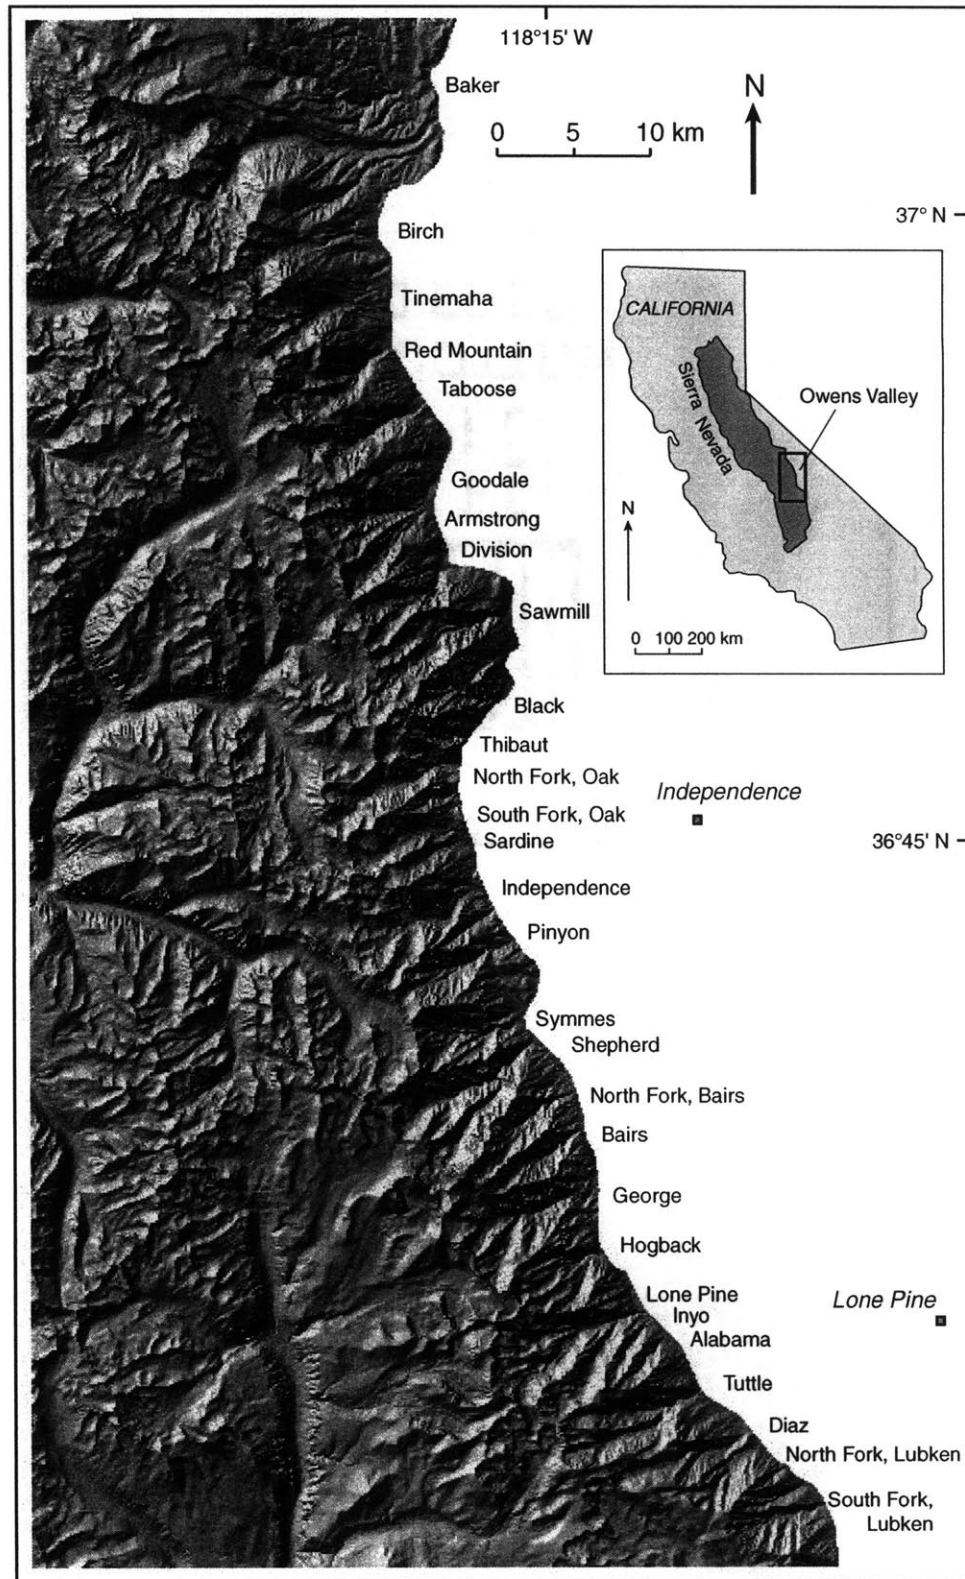 118°15' W
Baker
N
0 5 10 km
37° N
Birch
Tinemaha
Red Mountain
Taboose
CALIFORNIA
Sierra Nevada
Owens Valley
N
0 100 200 km
Goodale
Armstrong
Division
Sawmill
Black
Thibaut
North Fork, Oak
Independence
South Fork, Oak
Sardine
36°45' N
Independence
Pinyon
Symmes
Shepherd
North Fork, Bairs
Bairs
George
Hogback
Lone Pine
Inyo
Lone Pine
Alabama
Tuttle
Diaz
North Fork, Lubken
South Fork,
Lubken